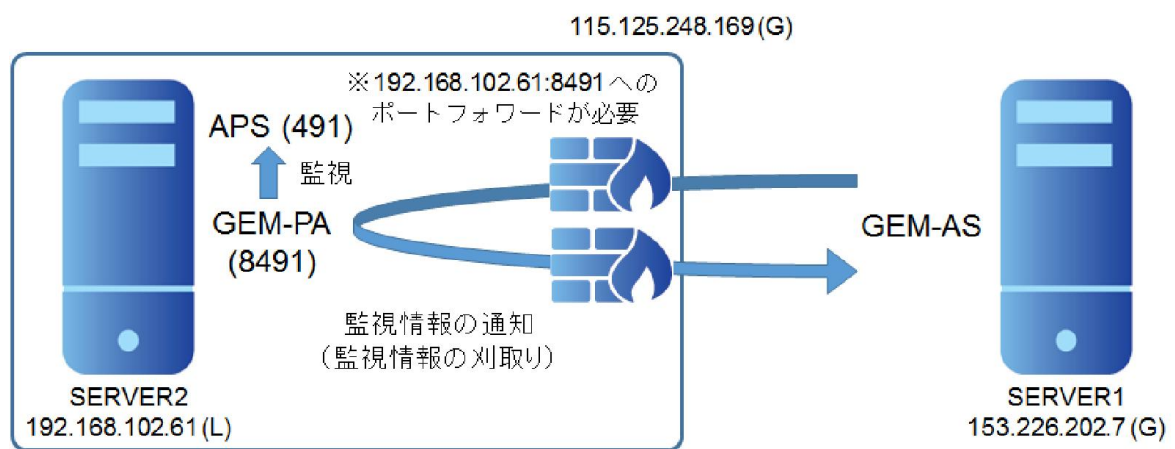 115.125.248.169(G)
※192.168.102.61:8491への
ポートフォワードが必要
APS (491)
監視
GEM-PA
(8491)
GEM-AS
監視情報の通知
（監視情報の刈取り）
SERVER2
192.168.102.61(L)
SERVER1
153.226.202.7(G)